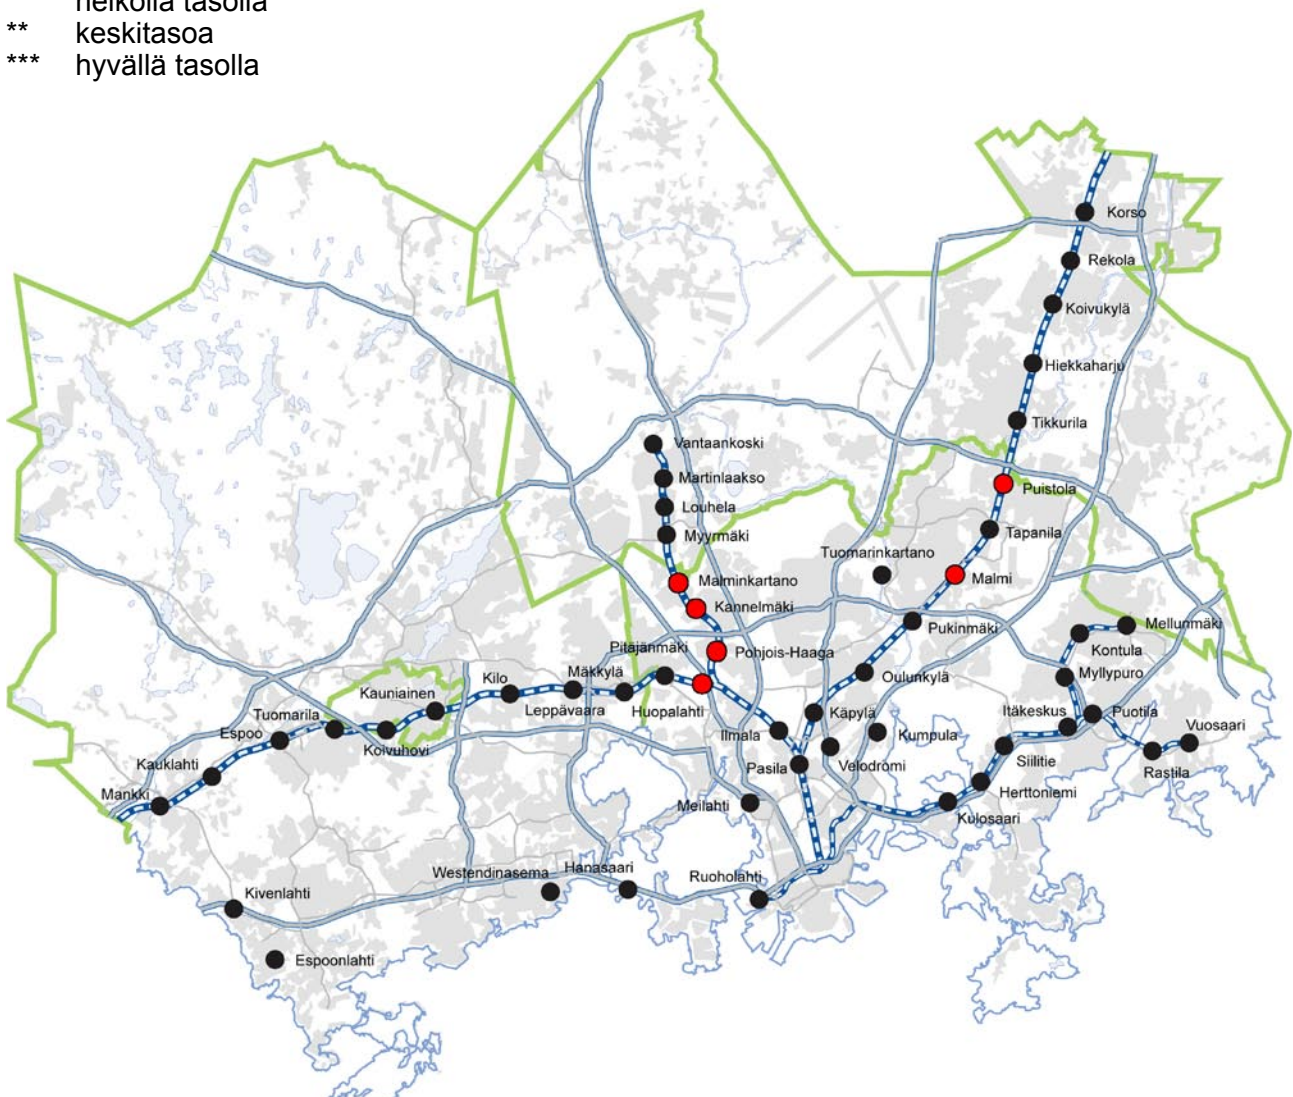 heikolla tasolla
** keskitasoa
*** hyvällä tasolla
Korso
Rekola
Koivukylä
Hiekkaharju
Tikkurila
Vantaankoski
Martinlaakso
Puistola
Louhela
Tapanila
Myyrmäki
Tuomarinkartano
Malminkartano
Malmi
Kannelmäki
Pukinmäki
Mellunmäki
Pitäjänmäki
Pohjois-Haaga
Kontula
Mäkkylä
Kilo
Oulunkylä
Myllypuro
Kauniainen
Leppävaara
Huopalahti
Käpylä
Itäkeskus
Puotila
Tuomarila
Espoo
Koivuhovi
Ilmala
Kumpula
Vuosaari
Kauklahti
Pasila
Velodromi
Siilitie
Rastila
Mankki
Herttoniemi
Meilahti
Kulosaari
Westendinasema
Hanasaari
Ruoholahti
Kivenlahti
Espoonlahti